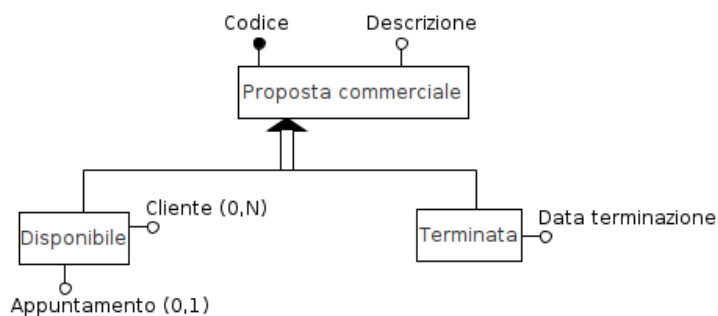 Codice
Descrizione
Proposta commerciale
Cliente (0,N)
Disponibile
Data terminazione
Terminata
Appuntamento (0,1)